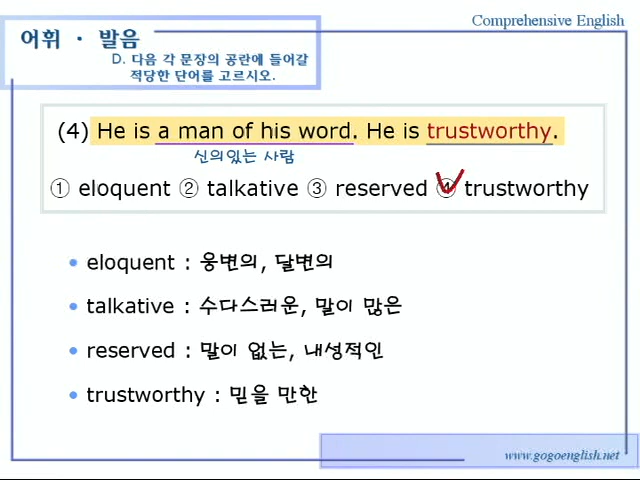 Comprehensive English
어휘 · 발음
D. 다음 각 문장의 공란에 들어갈
적당한 단어를 고르시오.
(4) He is a man of his word. He is trustworthy.
신의있는 사람
① eloquent ② talkative ③ reserved ④ trustworthy
• eloquent : 웅변의, 달변의
• talkative : 수다스러운, 말이 많은
• reserved : 말이 없는, 내성적인
• trustworthy : 믿을 만한
www.gogoenglish.net